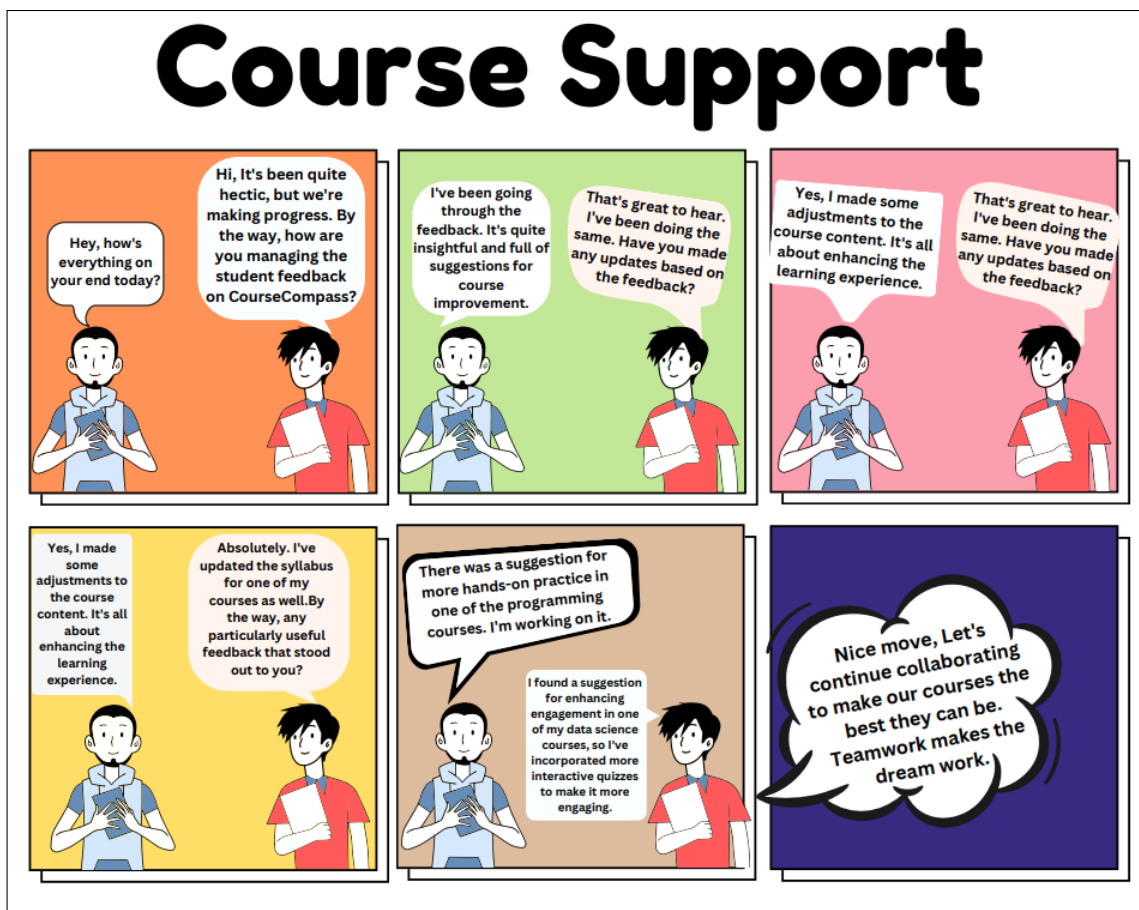 Course Support
Hey, how's
everything on
your end today?
Hi, It's been quite
hectic, but we're
making progress. By
the way, how are
you managing the
student feedback
on CourseCompass?
I've been going
through the
feedback. It's quite
insightful and full of
suggestions for
course
improvement.
That's great to hear.
I've been doing the
same. Have you made
any updates based on
the feedback?
Yes, I made some
adjustments to the
course content. It's all
about enhancing the
learning experience.
That's great to hear.
I've been doing the
same. Have you made
any updates based on
the feedback?
Yes, I made
some
adjustments to
the course
content. It's all
about
enhancing the
learning
experience.
Absolutely. I've
updated the syllabus
for one of my
courses as well.By
the way, any
particularly useful
feedback that stood
out to you?
There was a suggestion for
more hands-on practice in
one of the programming
courses. I'm working on it.
I found a suggestion
for enhancing
engagement in one
of my data science
courses, so I've
incorporated more
interactive quizzes
to make it more
engaging.
Nice move, Let's
continue collaborating
to make our courses the
best they can be.
Teamwork makes the
dream work.